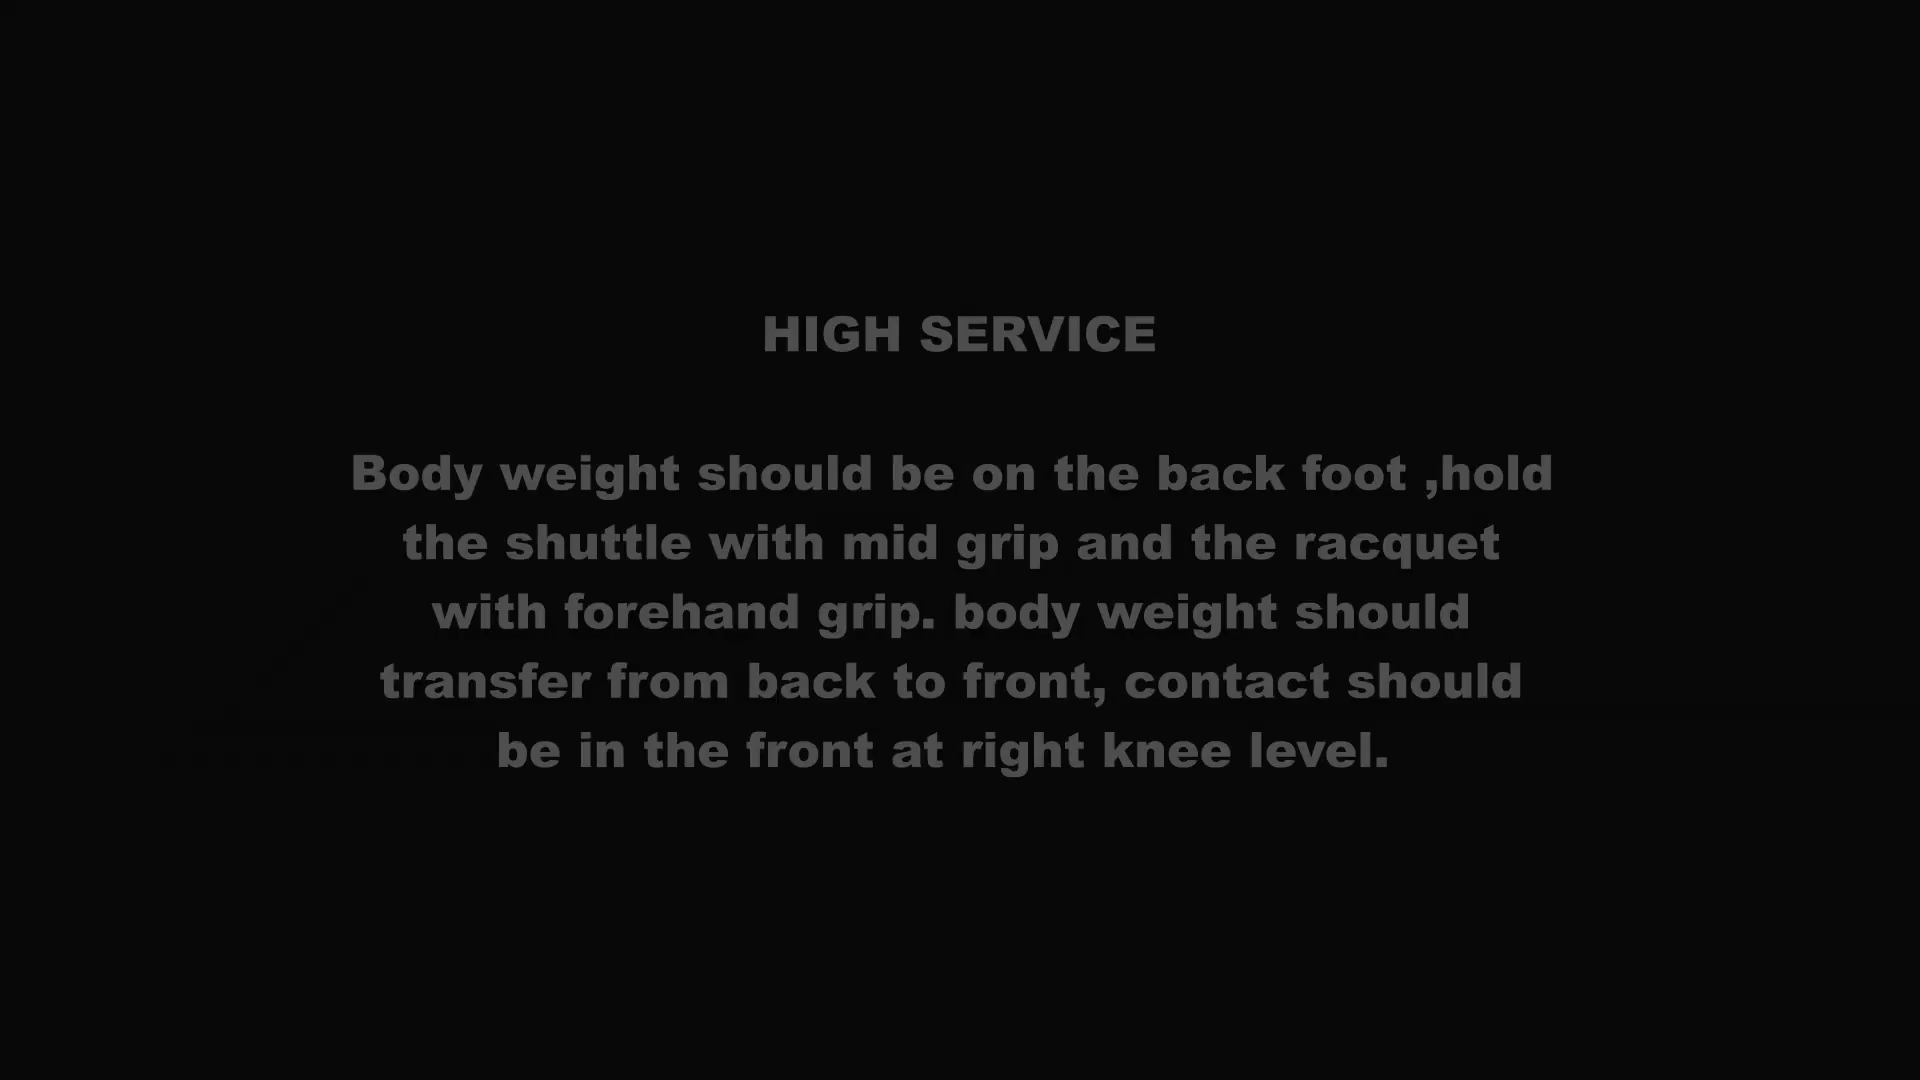 HIGH SERVICE
Body weight should be on the back foot ,hold
the shuttle with mid grip and the racquet
with forehand grip. body weight should
transfer from back to front, contact should
be in the front at right knee level.